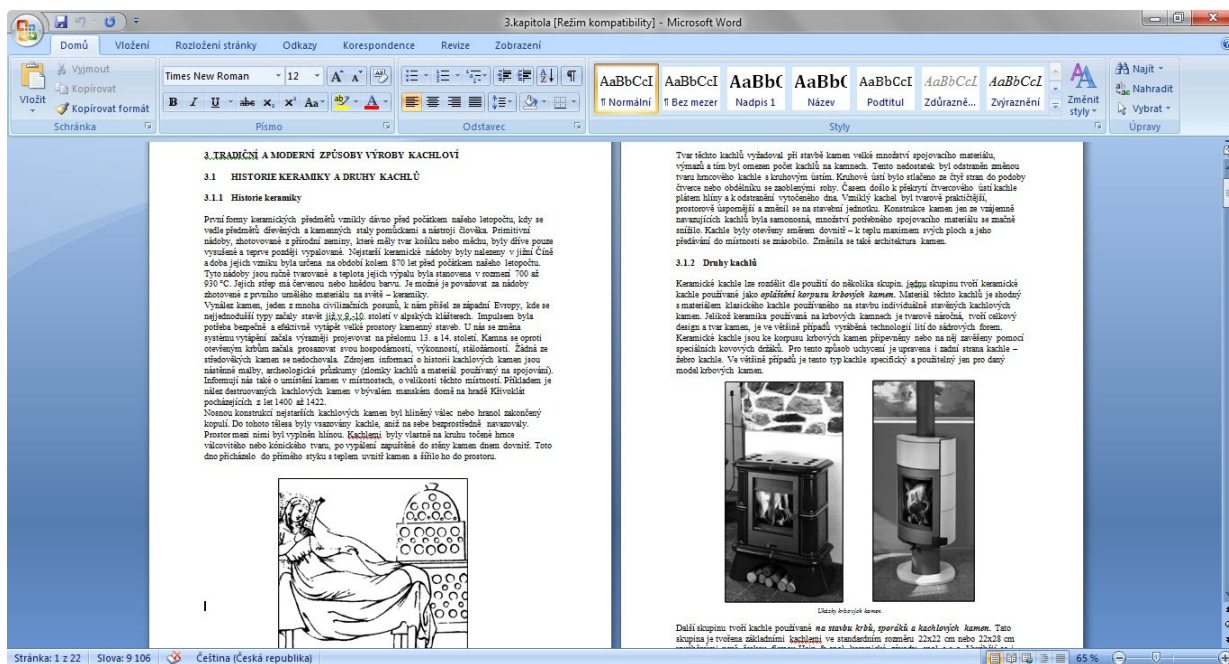 3.kapitola [Režim kompatibility] - Microsoft Word
Domů Vložení Rozložení stránky Odkazy Korespondence Revize Zobrazení
Vložit
Vyjmout
Kopírovat
Kopírovat formát
Schránka
Times New Roman 12
Písmo
Odstavec
AaBbCcI AaBbCcI AaBbC AaBb( AaBbCcI AaBbCcL AaBbCcI
¶ Normální ¶ Bez mezer Nadpis 1 Název Podtitul Zdůrazně... Zvýraznění
Změnit styly
Styly
Najít
Nahradit
Vybrat
Úpravy
3 TRADIČNÍ A MODERNÍ ZPŮSOBY VÝROBY KACHLOVÍ
3.1 HISTORIE KERAMIKY A DRUHY KACHLŮ
3.1.1 Historie keramiky
První formy keramických předmětů vznikly dávno před počátkem našeho letopočtu, kdy se
vedle předmětů dřevěných a kamenných staly pomůckami a nástroji člověka. Primitivní
nádoby, zhotovované z přírodní zeminy, které měly tvar košíku nebo měchu, byly dříve pouze
vysušené a teprve později vypalované. Nejstarší keramické nádoby byly nalezeny v jižní Číně
a doba jejich vzniku byla určena na období kolem 870 let před počátkem našeho letopočtu.
Tyto nádoby jsou ručně tvarované a teplota jejich výpalu byla stanovena v rozmezí 700 až
930 °C. Jejich střep má červenou nebo hnědou barvu. Je možné je považovat za nádoby
zhotovené z prvního umělého materiálu na světě – keramiky.
Vynález kamen, jeden z mnoha civilizačních posunů, k nám přišel ze západní Evropy, kde se
nejjednodušší typy začaly stavět již v 9.-10. století v alpských klášterech. Impulsem byla
potřeba bezpečně a efektivně vytápět velké prostory kamenný staveb. U nás se změna
systému vytápění začala výrazněji projevovat na přelomu 13. a 14. století. Kamna se oproti
otevřeným krbům začala prosazovat svou hospodárností, výkonností, stáložárností. Žádná ze
středověkých kamen se nedochovala. Zdrojem informací o historii kachlových kamen jsou
nástěnné malby, archeologické průzkumy (zlomky kachlů a materiál používaný na spojování).
Informují nás také o umístění kamen v místnostech, o velikosti těchto místností. Příkladem je
nález destruovaných kachlových kamen v bývalém manském domě na hradě Křivoklát
pocházejících z let 1400 až 1422.
Nosnou konstrukcí nejstarších kachlových kamen byl hliněný válec nebo hranol zakončený
kopulí. Do tohoto tělesa byly vsazovány kachle, aniž na sebe bezprostředně navazovaly.
Prostor mezi nimi byl vyplněn hlínou. Kachlemi byly vlastně na kruhu točené hrnce
válcovitého nebo kónického tvaru, po vypálení zapuštěné do stěny kamen dnem dovnitř. Toto
dno přicházelo do přímého styku s teplem uvnitř kamen a šířilo ho do prostoru.
Tvar těchto kachlů vyžadoval při stavbě kamen velké množství spojovacího materiálu,
výmazů a tím byl omezen počet kachlů na kamnech. Tento nedostatek byl odstraněn změnou
tvaru hrncového kachle s kruhovým ústím. Kruhové ústí bylo stlačeno ze čtyř stran do podoby
čtverce nebo obdélníku se zaoblenými rohy. Časem došlo k překrytí čtvercového ústí kachle
plátem hlíny a k odstranění vytočeného dna. Vzniklý kachel byl tvarově praktičtější,
prostorově úspornější a změnil se na stavební jednotku. Konstrukce kamen jen ze vzájemně
navazujících kachlů byla samonosná, množství potřebného spojovacího materiálu se značně
snížilo. Kachle byly otevřeny směrem dovnitř – k teplu maximem svých ploch a jeho
předávání do místnosti se znásobilo. Změnila se také architektura kamen.
3.1.2 Druhy kachlů
Keramické kachle lze rozdělit dle použití do několika skupin. jednu skupinu tvoří keramické
kachle používané jako opláštění korpusu krbových kamen. Materiál těchto kachlů je shodný
s materiálem klasického kachle používaného na stavbu individuálně stavěných kachlových
kamen. Jelikož keramika používaná na krbových kamnech je tvarově náročná, tvoří celkový
design a tvar kamen, je ve většině případů vyráběná technologií lití do sádrových forem.
Keramické kachle jsou ke korpusu krbových kamen připevněny nebo na něj zavěšeny pomocí
speciálních kovových držáků. Pro tento způsob uchycení je upravena i zadní strana kachle –
žebro kachle. Ve většině případů je tento typ kachle specifický a použitelný jen pro daný
model krbových kamen.
Ukázky krbových kamen.
Další skupinu tvoří kachle používané na stavbu krbů, sporáků a kachlových kamen. Tato
skupina je tvořena základními kachlemi ve standardním rozměru 22x22 cm nebo 22x28 cm
Stránka: 1 z 22 Slova: 9 106 Čeština (Česká republika) 65 %